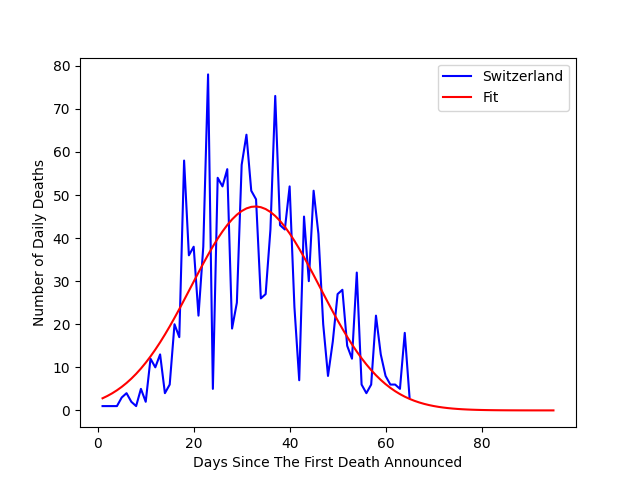 Switzerland
Fit
80
70
60
50
40
30
20
10
0
Number of Daily Deaths
0 20 40 60 80
Days Since The First Death Announced